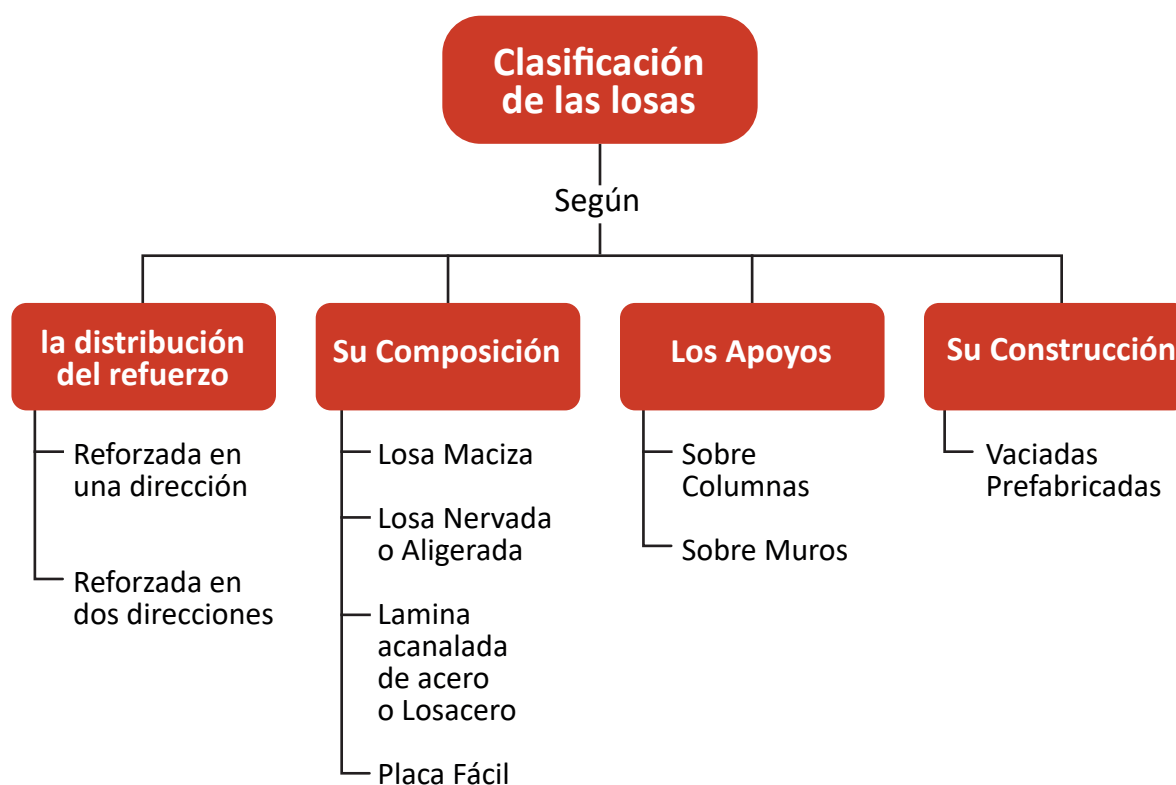 Clasificación
de las losas
Según
la distribución
del refuerzo
Reforzada en
una dirección
Reforzada en
dos direcciones
Su Composición
Losa Maciza
Losa Nervada
o Aligerada
Lamina
acanalada
de acero
o Losacero
Placa Fácil
Los Apoyos
Sobre
Columnas
Sobre Muros
Su Construcción
Vaciadas
Prefabricadas